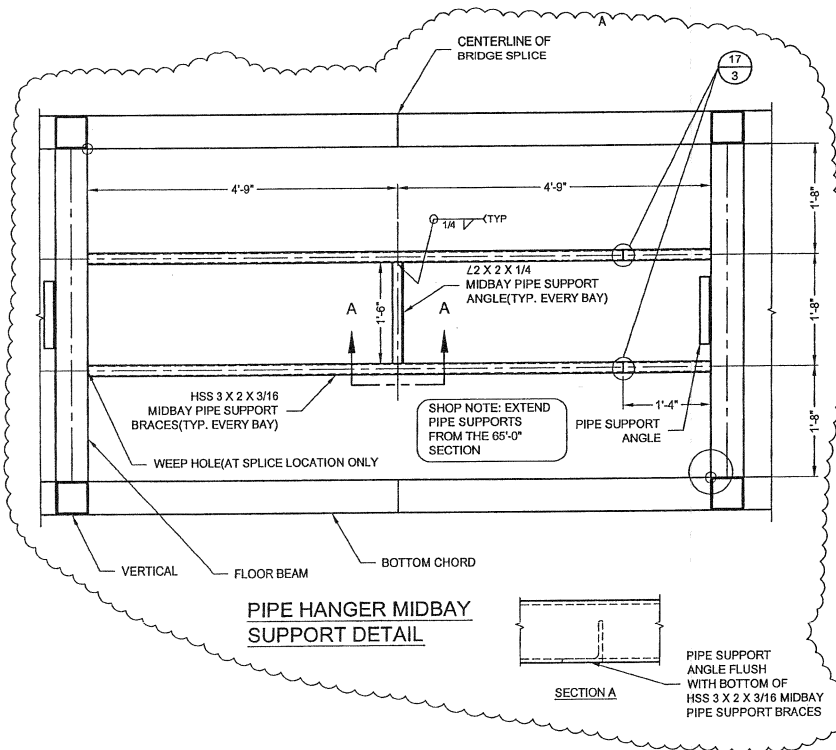 A
CENTERLINE OF
BRIDGE SPLICE
17
3
4'-9"
4'-9"
1'-8"
1/4
TYP
∠2 X 2 X 1/4
MIDBAY PIPE SUPPORT
ANGLE(TYP. EVERY BAY)
A
1'-6"
A
1'-8"
HSS 3 X 2 X 3/16
MIDBAY PIPE SUPPORT
BRACES(TYP. EVERY BAY)
SHOP NOTE: EXTEND
PIPE SUPPORTS
FROM THE 65'-0"
SECTION
1'-4"
PIPE SUPPORT
ANGLE
1'-8"
WEEP HOLE(AT SPLICE LOCATION ONLY
VERTICAL
FLOOR BEAM
BOTTOM CHORD
PIPE HANGER MIDBAY
SUPPORT DETAIL
SECTION A
PIPE SUPPORT
ANGLE FLUSH
WITH BOTTOM OF
HSS 3 X 2 X 3/16 MIDBAY
PIPE SUPPORT BRACES